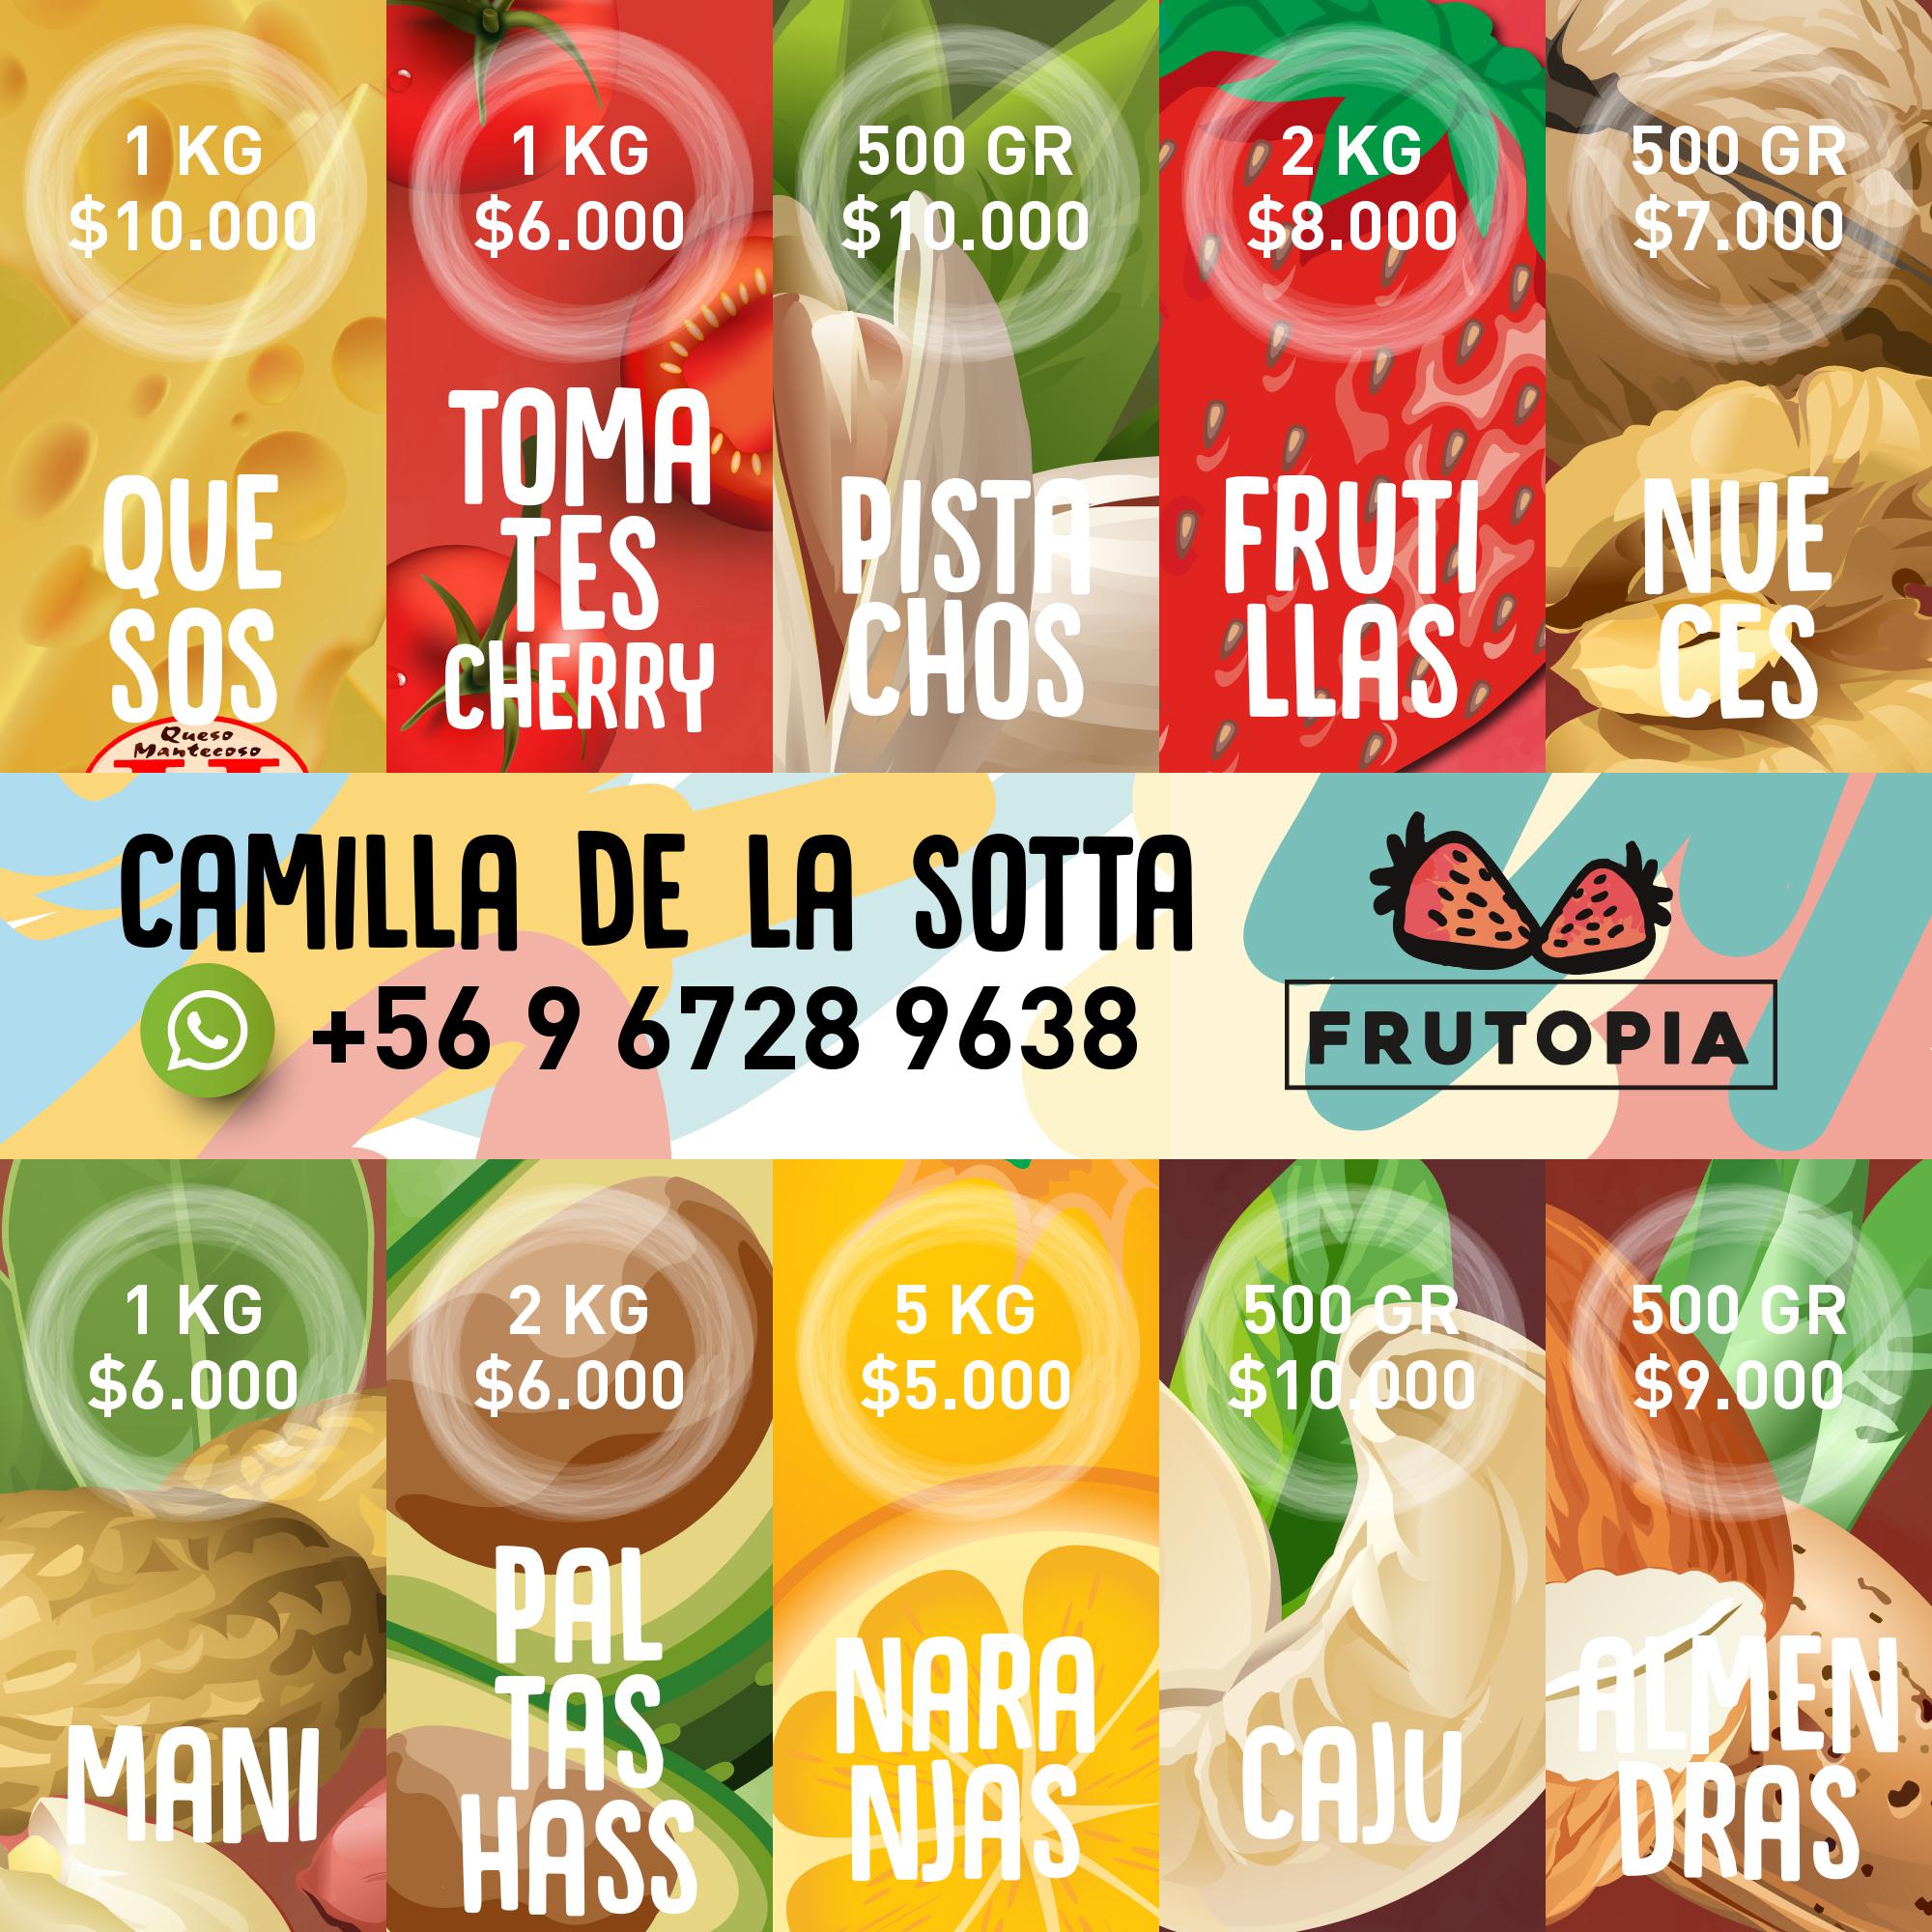 1 KG
$10.000
QUE
SOS
Queso
Mantecoso
1 KG
$6.000
TOMA
TES
CHERRY
500 GR
$10.000
PISTA
CHOS
2 KG
$8.000
FRUTI
LLAS
500 GR
$7.000
NUE
CES
CAMILLA DE LA SOTTA
+56 9 6728 9638
FRUTOPIA
1 KG
$6.000
MANI
2 KG
$6.000
PAL
TAS
HASS
5 KG
$5.000
NARA
NJAS
500 GR
$10.000
CAJU
500 GR
$9.000
ALMEN
DRAS